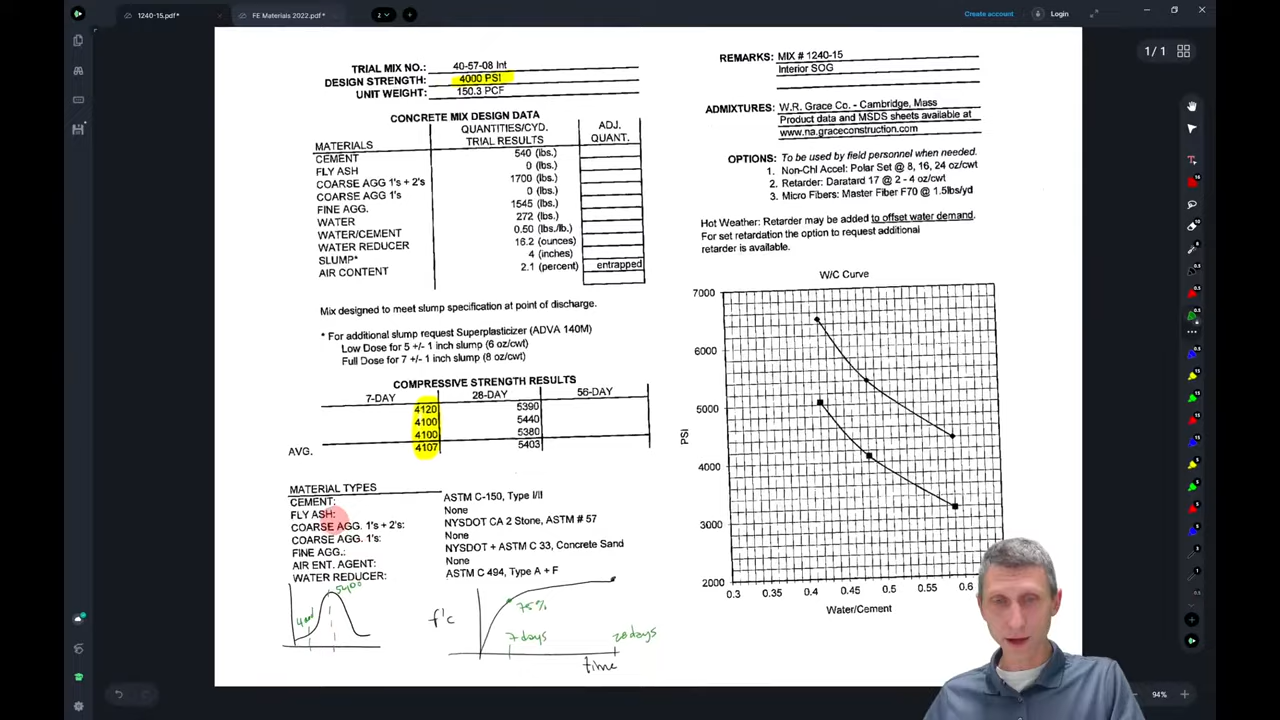 1240-15.pdf*
FE Materials 2022.pdf*
2
Create account
Login
1 / 1
TRIAL MIX NO.: 40-57-08 Int
DESIGN STRENGTH: 4000 PSI
UNIT WEIGHT: 150.3 PCF
CONCRETE MIX DESIGN DATA
QUANTITIES/CYD. ADJ.
MATERIALS TRIAL RESULTS QUANT.
CEMENT 540 (lbs.)
FLY ASH 0 (lbs.)
COARSE AGG 1's + 2's 1700 (lbs.)
COARSE AGG 1's 0 (lbs.)
FINE AGG. 1545 (lbs.)
WATER 272 (lbs.)
WATER/CEMENT 0.50 (lbs./lb.)
WATER REDUCER 16.2 (ounces)
SLUMP* 4 (inches)
AIR CONTENT 2.1 (percent) entrapped
Mix designed to meet slump specification at point of discharge.
* For additional slump request Superplasticizer (ADVA 140M)
Low Dose for 5 +/- 1 inch slump (6 oz/cwt)
Full Dose for 7 +/- 1 inch slump (8 oz/cwt)
COMPRESSIVE STRENGTH RESULTS
7-DAY 28-DAY 56-DAY
4120 5390
4100 5440
4100 5380
AVG. 4107 5403
MATERIAL TYPES
CEMENT: ASTM C-150, Type I/II
FLY ASH: None
COARSE AGG. 1's + 2's: NYSDOT CA 2 Stone, ASTM # 57
COARSE AGG. 1's: None
FINE AGG.: NYSDOT + ASTM C 33, Concrete Sand
AIR ENT. AGENT: None
WATER REDUCER: ASTM C 494, Type A + F
5400
f'c
75%
7 days
28 days
time
REMARKS: MIX # 1240-15
Interior SOG
ADMIXTURES: W.R. Grace Co. - Cambridge, Mass
Product data and MSDS sheets available at
www.na.graceconstruction.com
OPTIONS: To be used by field personnel when needed.
1. Non-Chl Accel: Polar Set @ 8, 16, 24 oz/cwt
2. Retarder: Daratard 17 @ 2 - 4 oz/cwt
3. Micro Fibers: Master Fiber F70 @ 1.5lbs/yd
Hot Weather: Retarder may be added to offset water demand.
For set retardation the option to request additional
retarder is available.
W/C Curve
7000
6000
5000
PSI
4000
3000
2000
0.3 0.35 0.4 0.45 0.5 0.55 0.6
Water/Cement
94%